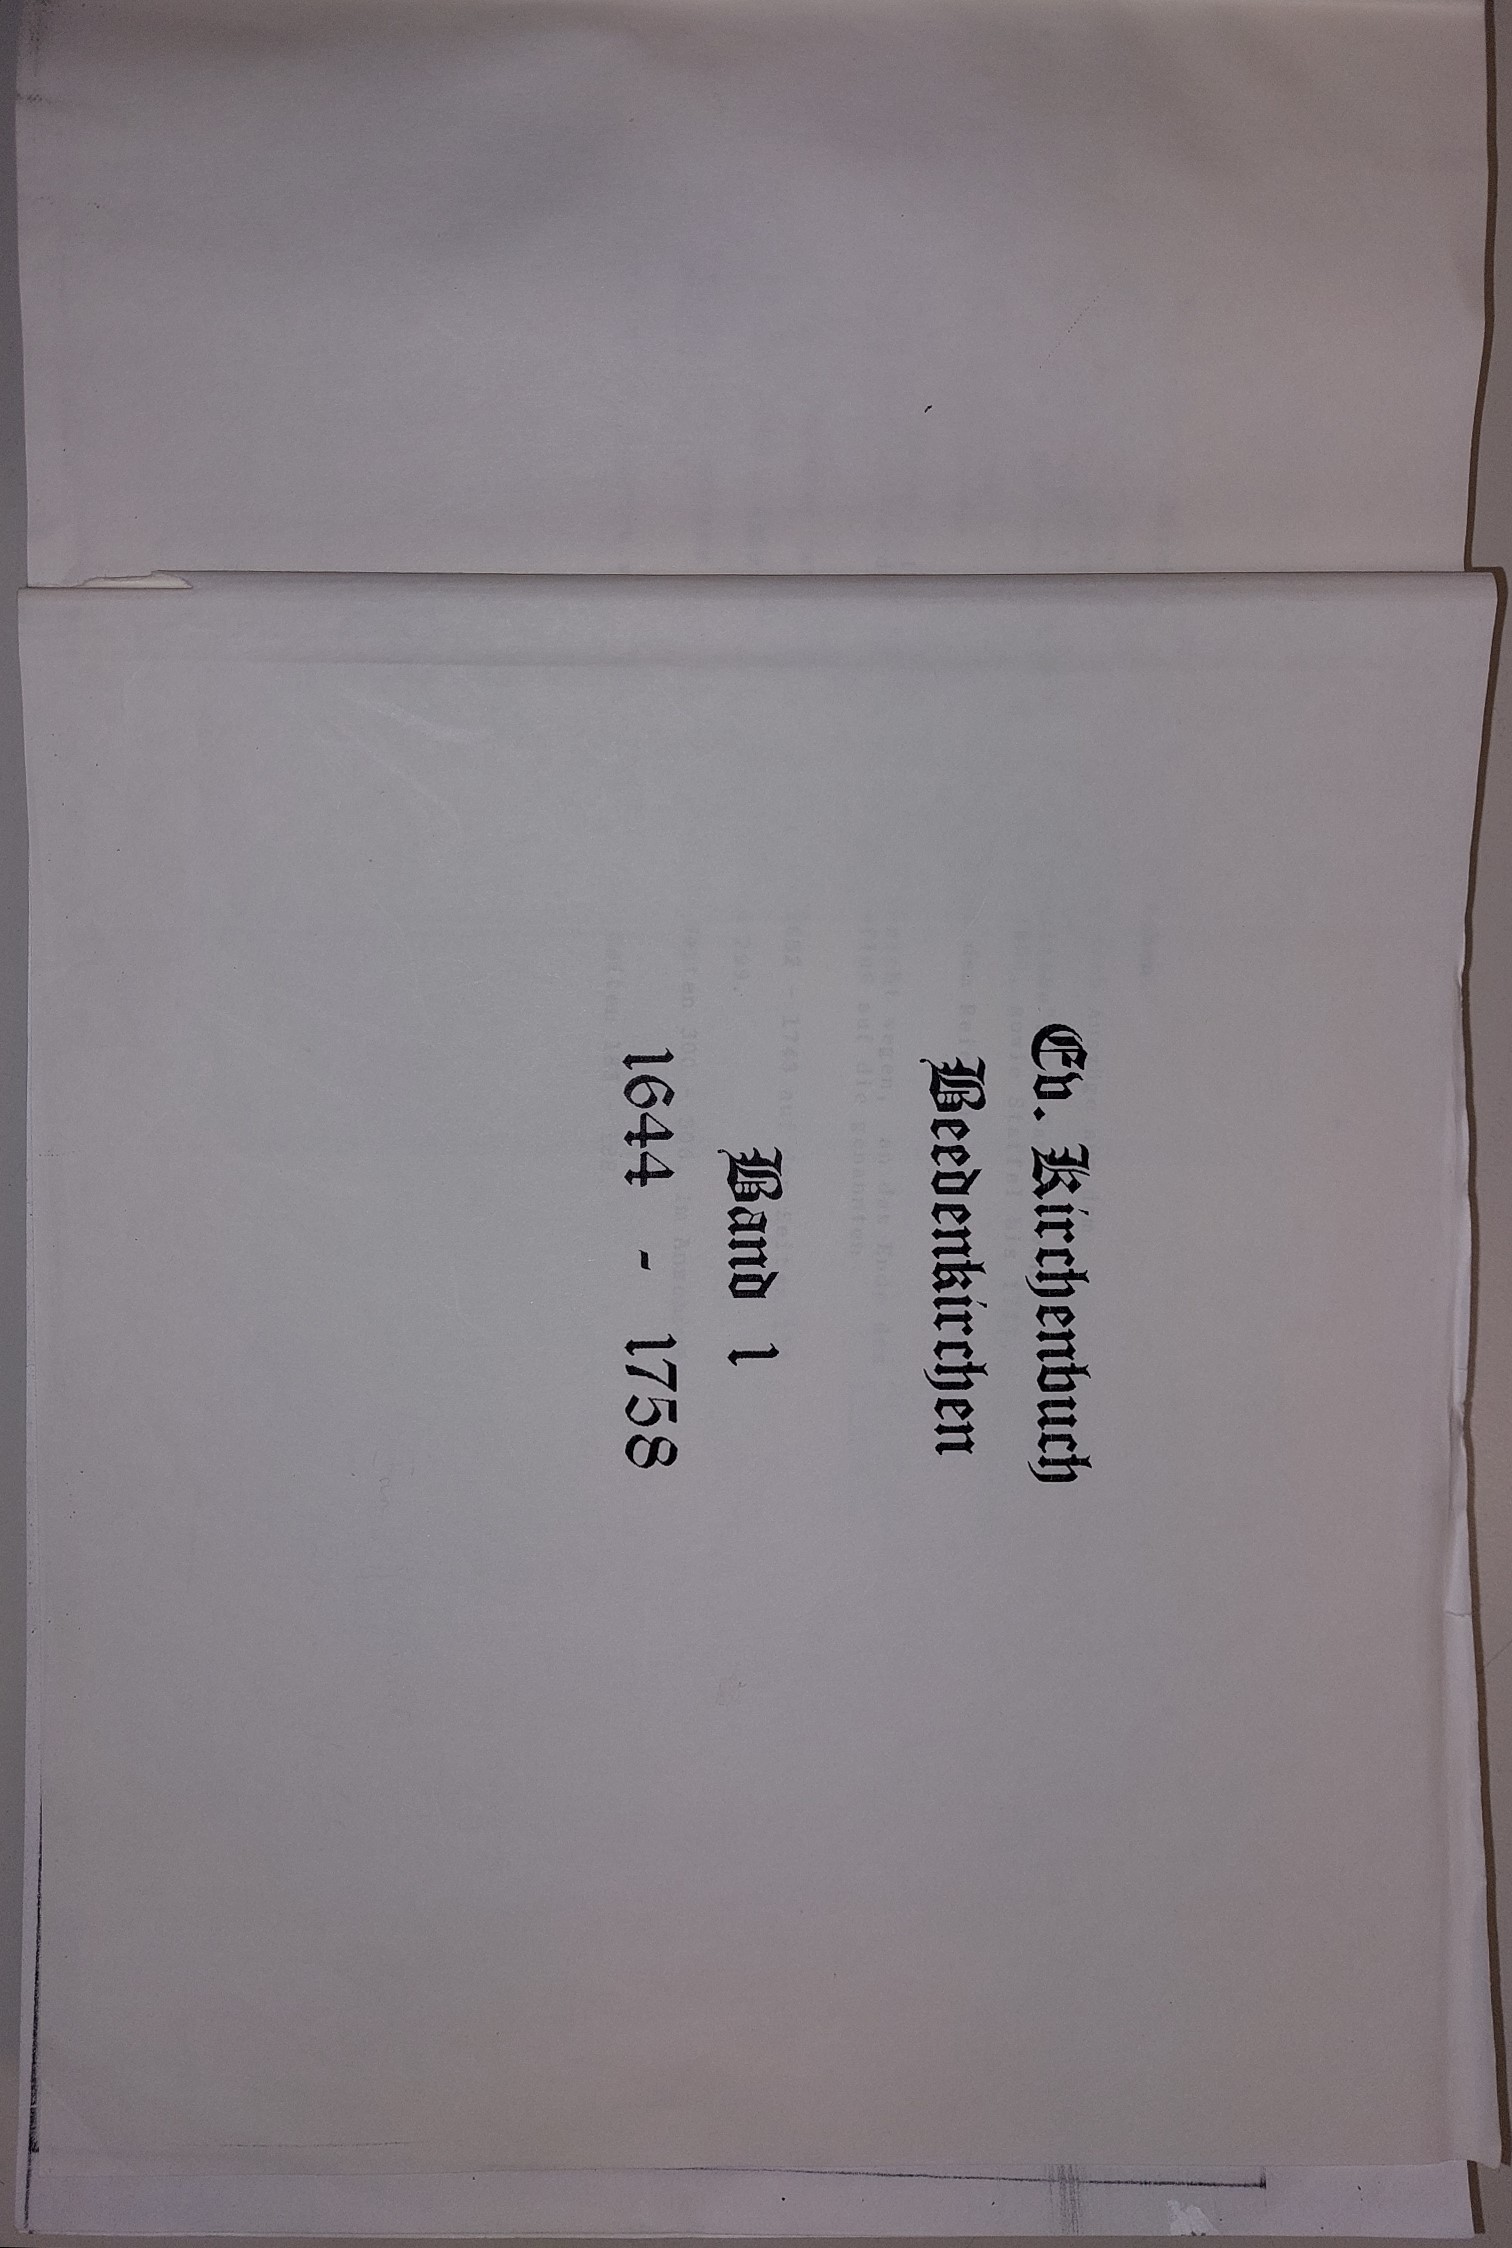 Ev. Kirchenbuch
Beedenkirchen
Band 1
1644 - 1758